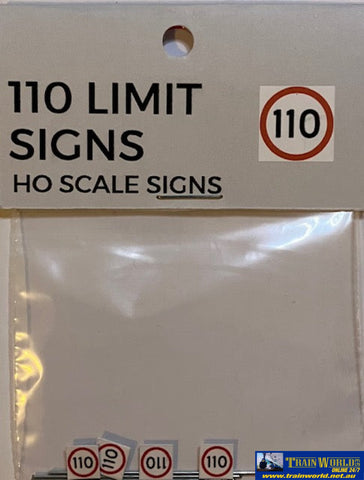 110 LIMIT
SIGNS
110
HO SCALE SIGNS
110
110
110
110
TRAIN WORLD
ONLINE 24/7
www.trainworld.net.au